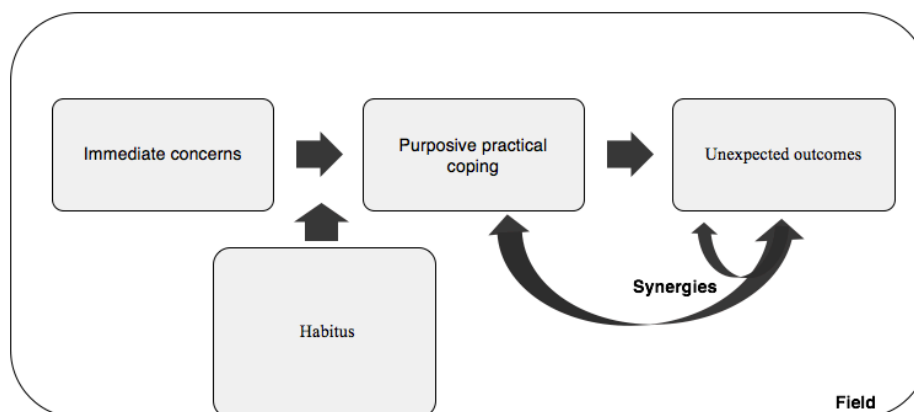 Immediate concerns
Purposive practical
coping
Unexpected outcomes
Synergies
Habitus
Field